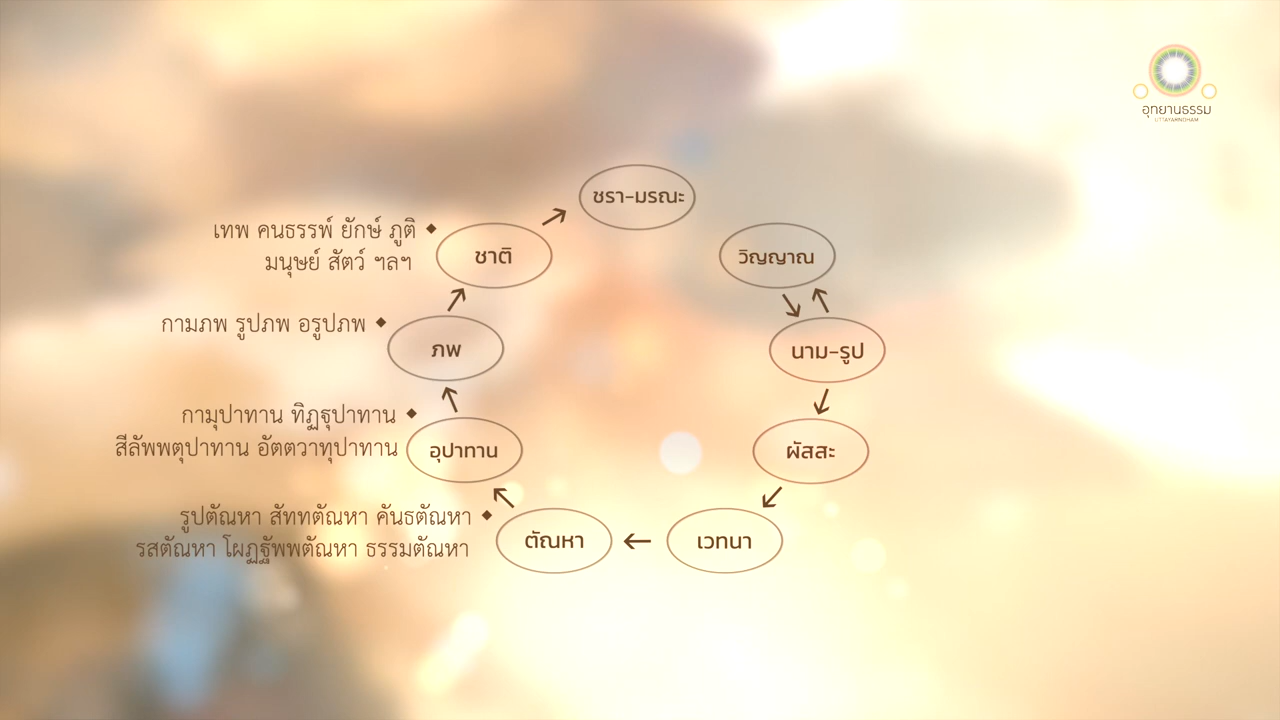 อุทยานธรรม
UTTAYARNDHAM
ชรา-มรณะ
เทพ คนธรรพ์ ยักษ์ ภูติ
มนุษย์ สัตว์ ฯลฯ
ชาติ
วิญญาณ
กามภพ รูปภพ อรูปภพ
ภพ
นาม-รูป
กามุปาทาน ทิฏฐุปาทาน
สีลัพพตุปาทาน อัตตวาทุปาทาน
อุปาทาน
ผัสสะ
รูปตัณหา สัททตัณหา คันธตัณหา
รสตัณหา โผฏฐัพพตัณหา ธรรมตัณหา
ตัณหา
เวทนา